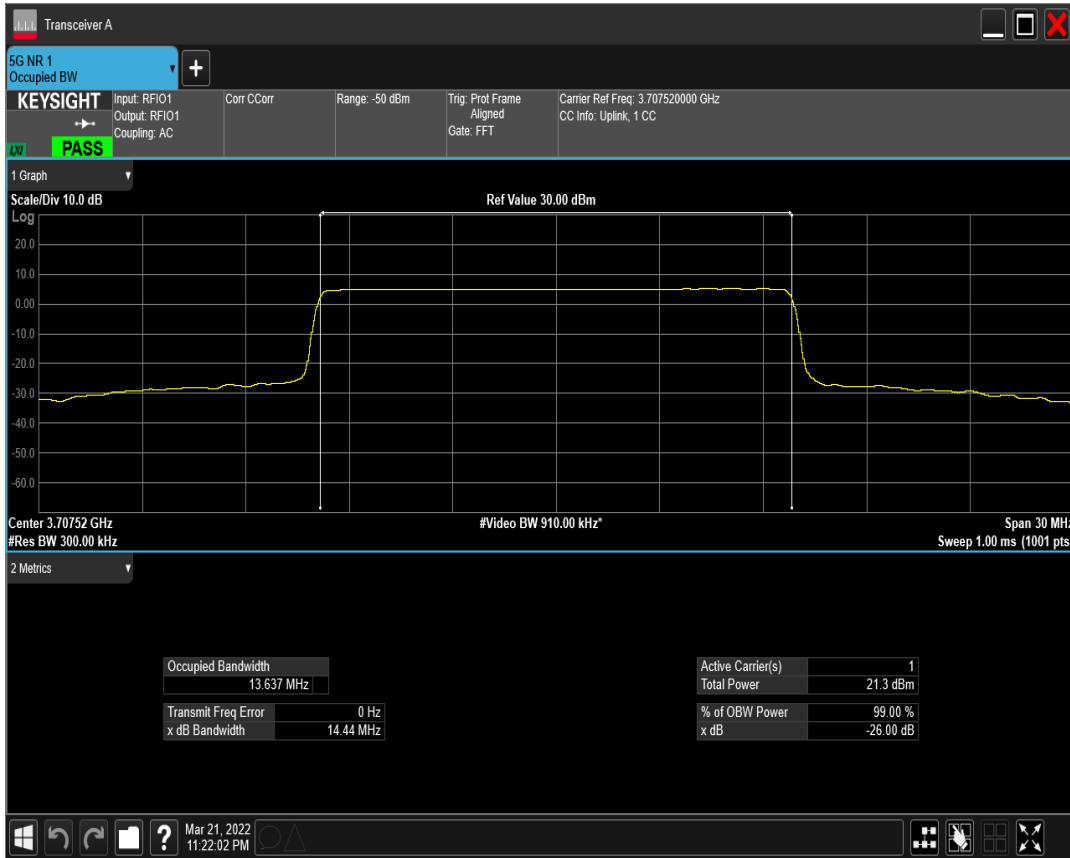 Transceiver A
5G NR 1
Occupied BW
KEYSIGHT
LXI
PASS
Input: RFIO1
Output: RFIO1
Coupling: AC
Corr CCorr
Range: -50 dBm
Trig: Prot Frame
Aligned
Gate: FFT
Carrier Ref Freq: 3.707520000 GHz
CC Info: Uplink, 1 CC
1 Graph
Scale/Div 10.0 dB
Ref Value 30.00 dBm
Log
20.0
10.0
0.00
-10.0
-20.0
-30.0
-40.0
-50.0
-60.0
Center 3.70752 GHz
#Video BW 910.00 kHz*
Span 30 MHz
#Res BW 300.00 kHz
Sweep 1.00 ms (1001 pts
2 Metrics
Occupied Bandwidth
13.637 MHz
Transmit Freq Error 0 Hz
x dB Bandwidth 14.44 MHz
Active Carrier(s) 1
Total Power 21.3 dBm
% of OBW Power 99.00 %
x dB -26.00 dB
?
Mar 21, 2022
11:22:02 PM